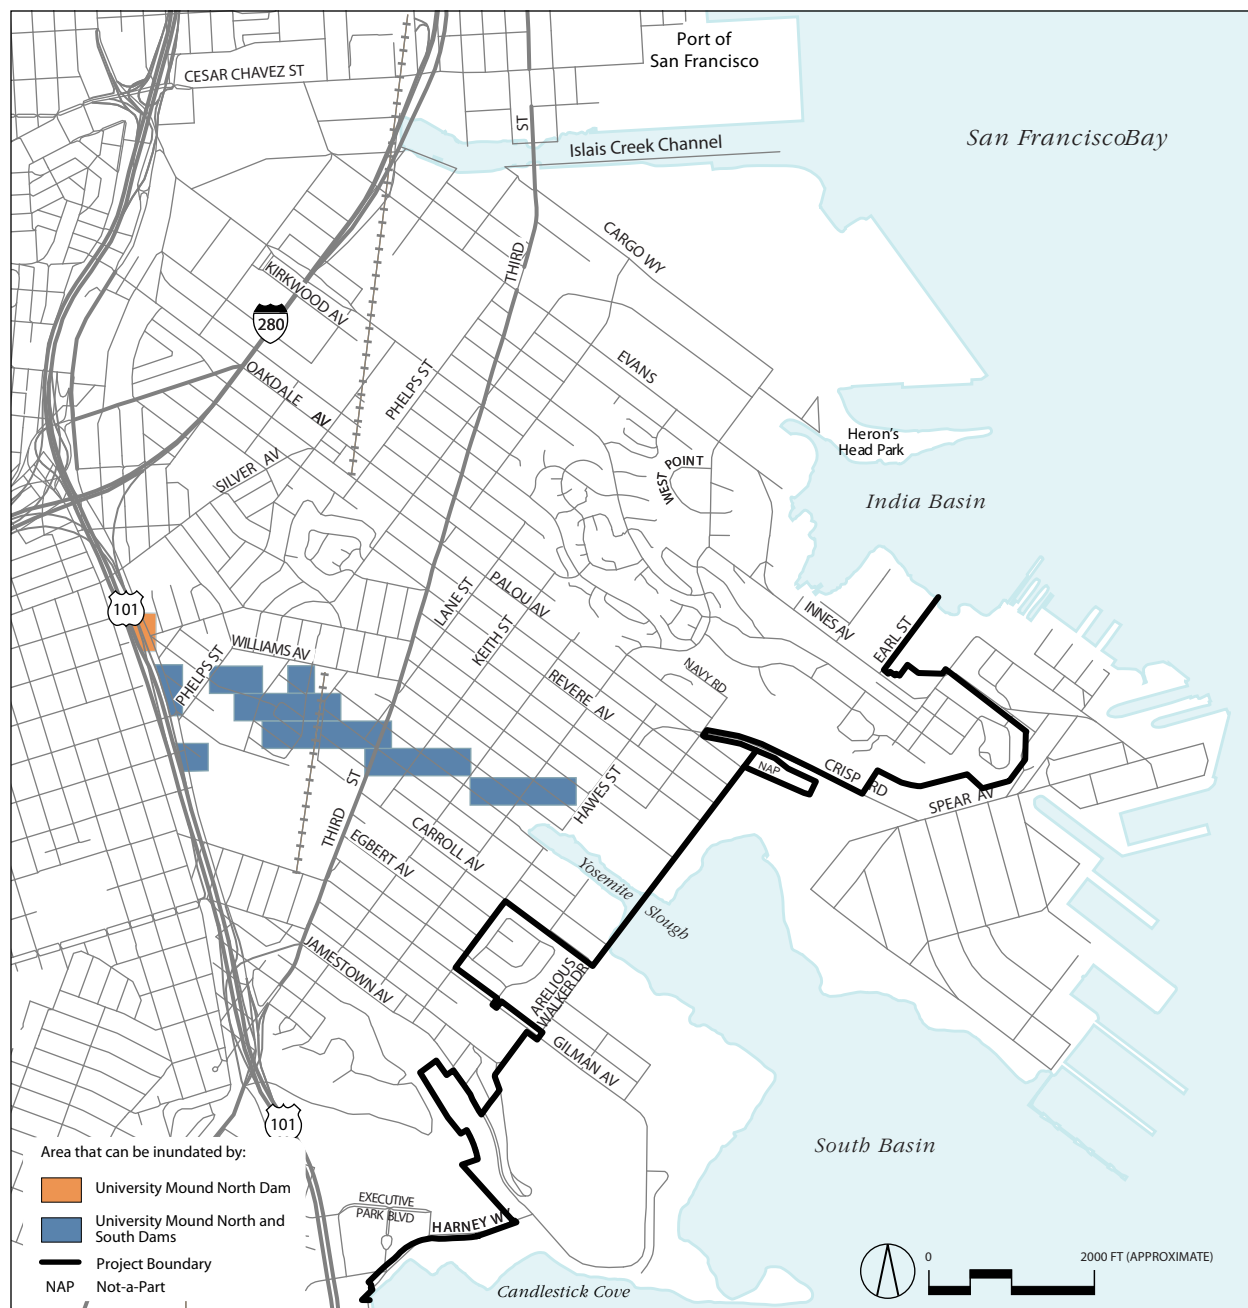 Port of
San Francisco
CESAR CHAVEZ ST
ST
Islais Creek Channel
San FranciscoBay
CARGO WY
THIRD
KIRKWOOD AV
280
EVANS
OAKDALE AV
PHELPS ST
Heron's
Head Park
SILVER AV
WEST POINT
India Basin
101
LANE ST
PALOU AV
KEITH ST
INNES AV
EARL ST
WILLIAMS AV
PHELPS ST
NAVY RD
REVERE AV
NAP
CRISP RD
SPEAR AV
THIRD ST
HAWES ST
CARROLL AV
EGBERT AV
Yosemite
Slough
JAMESTOWN AV
ARELIOUS
WALKER DR
GILMAN AV
101
South Basin
Area that can be inundated by:
University Mound North Dam
University Mound North and
South Dams
Project Boundary
NAP Not-a-Part
EXECUTIVE
PARK BLVD
HARNEY WY
Candlestick Cove
0 2000 FT (APPROXIMATE)